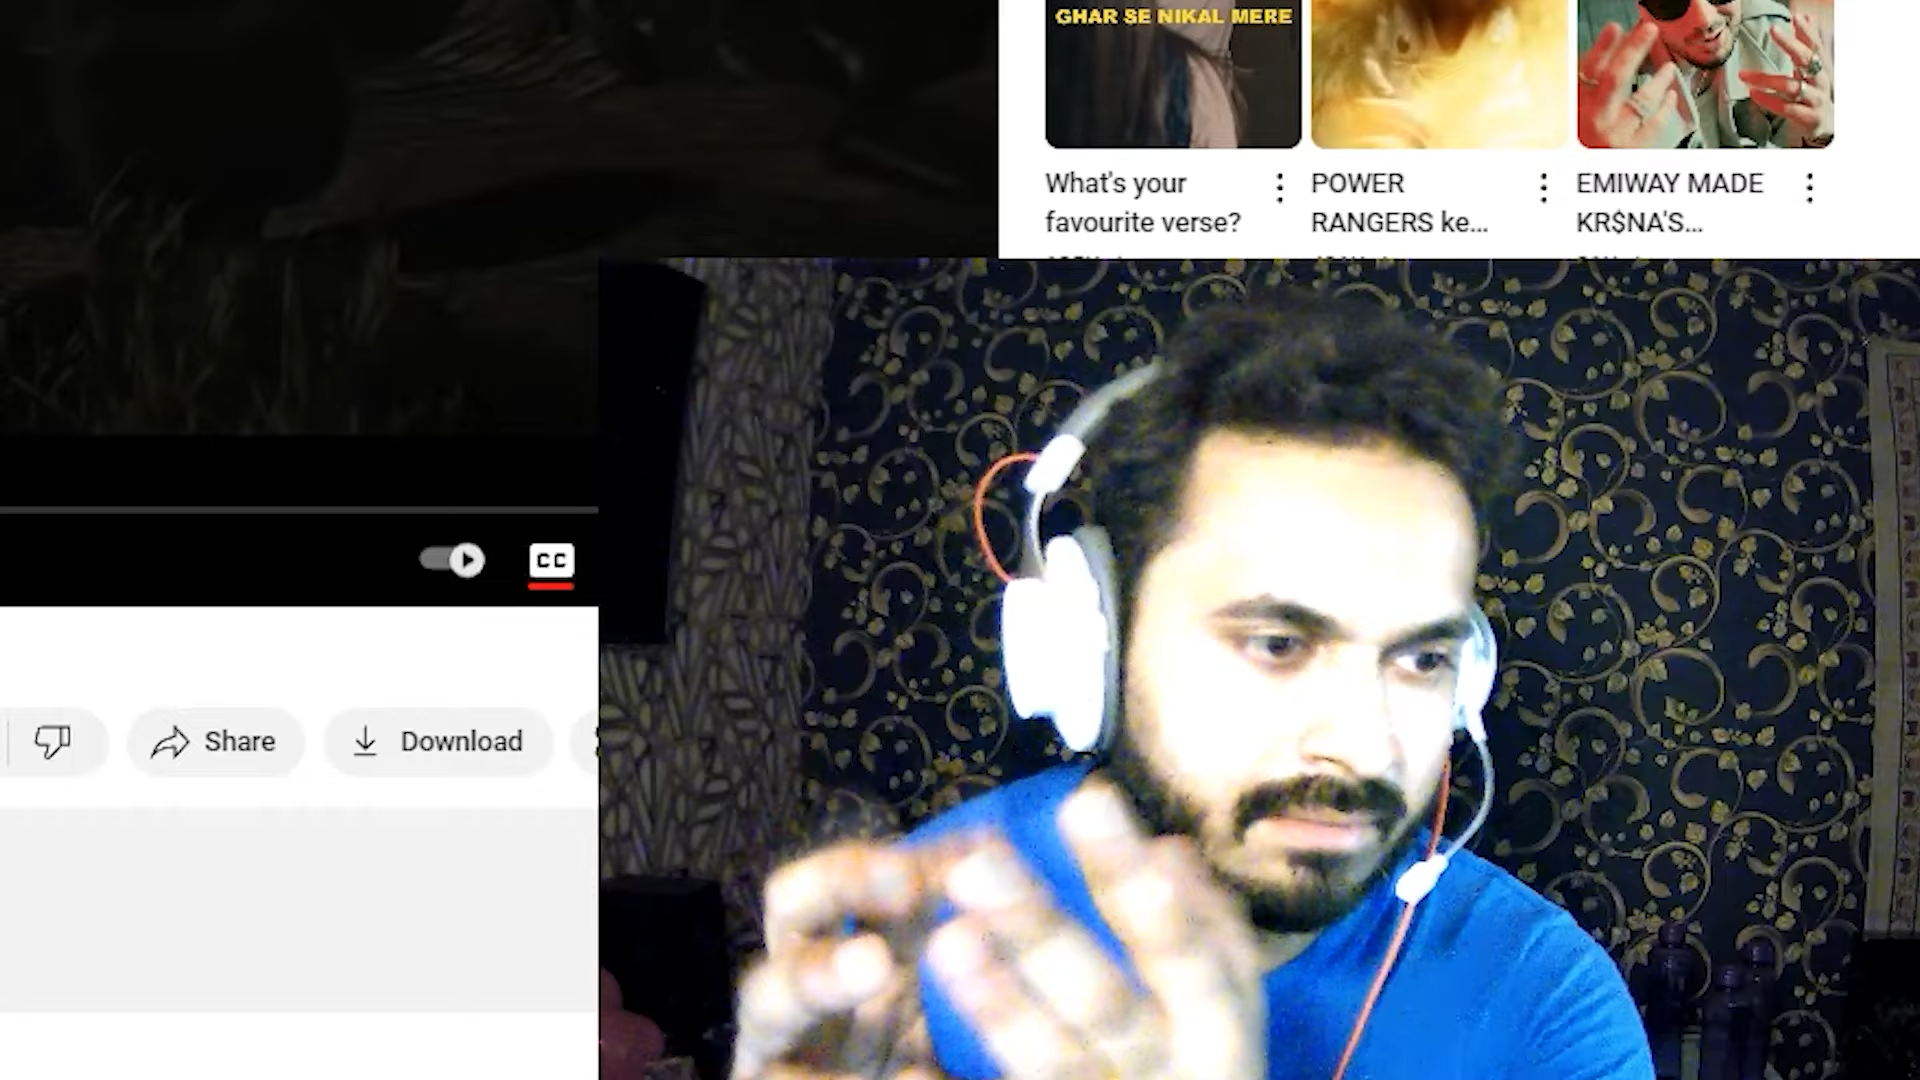 GHAR SE NIKAL MERE
What's your
favourite verse?
POWER
RANGERS ke...
EMIWAY MADE
KR$NA'S...
CC
Share
Download